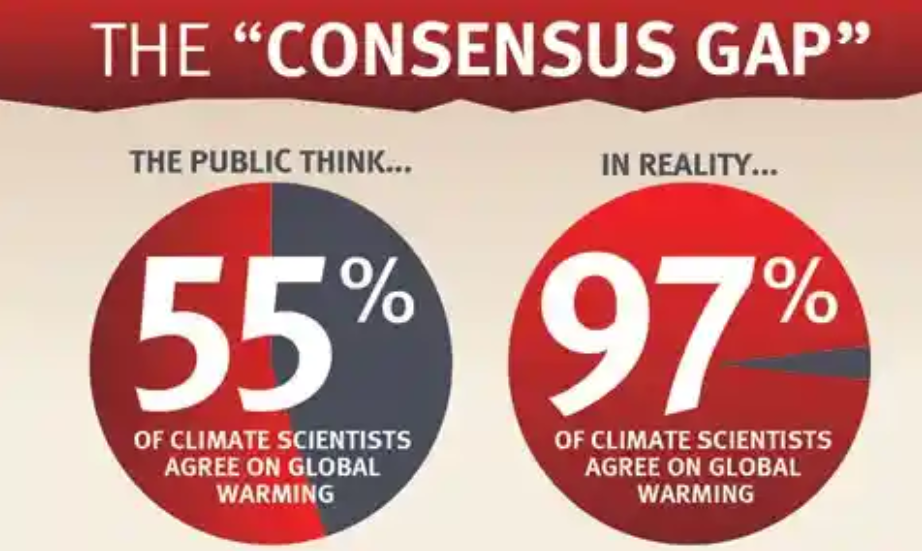 THE “CONSENSUS GAP”
THE PUBLIC THINK...
55%
OF CLIMATE SCIENTISTS
AGREE ON GLOBAL
WARMING
IN REALITY...
97%
OF CLIMATE SCIENTISTS
AGREE ON GLOBAL
WARMING